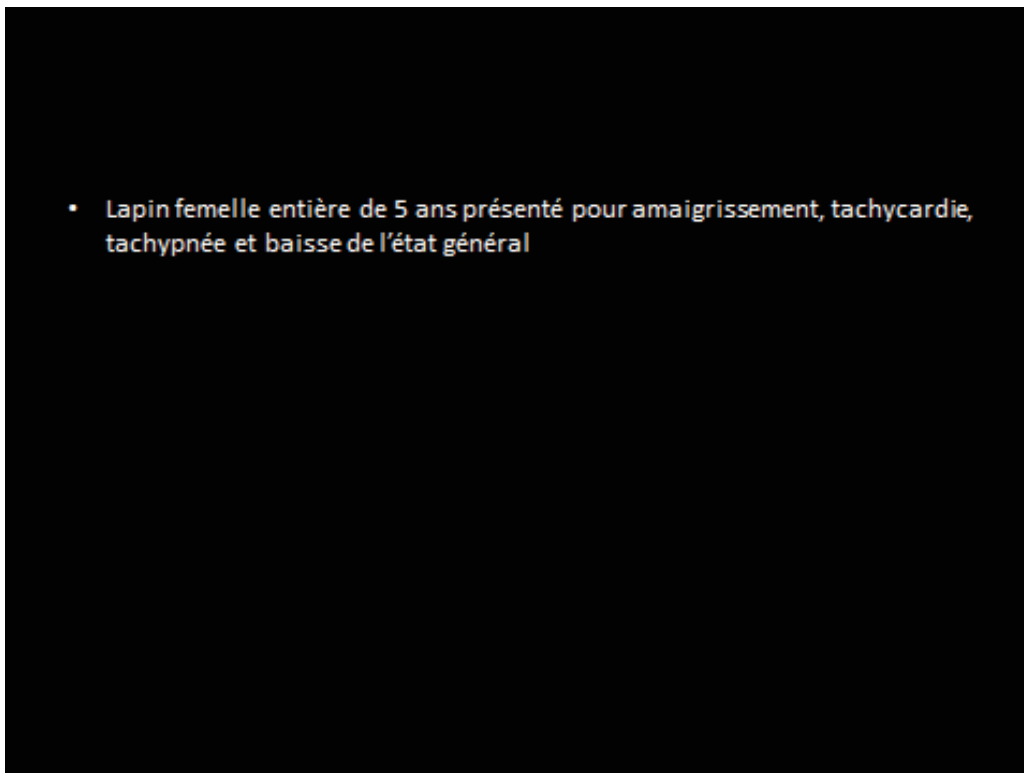 • Lapin femelle entière de 5 ans présenté pour amaigrissement, tachycardie,
tachypnée et baisse de l'état général